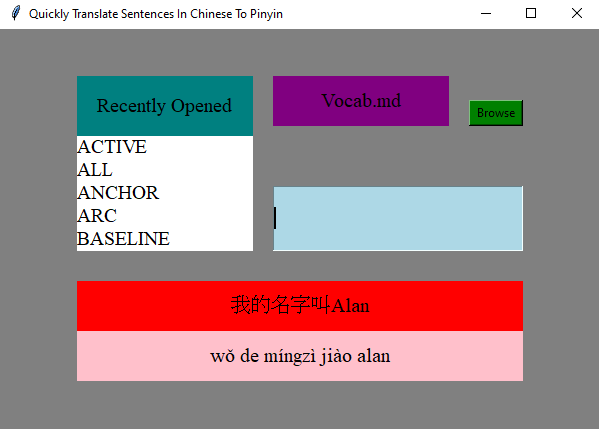 Quickly Translate Sentences In Chinese To Pinyin
Recently Opened
Vocab.md
Browse
ACTIVE
ALL
ANCHOR
ARC
BASELINE
我的名字叫Alan
wǒ de míngzì jiào alan